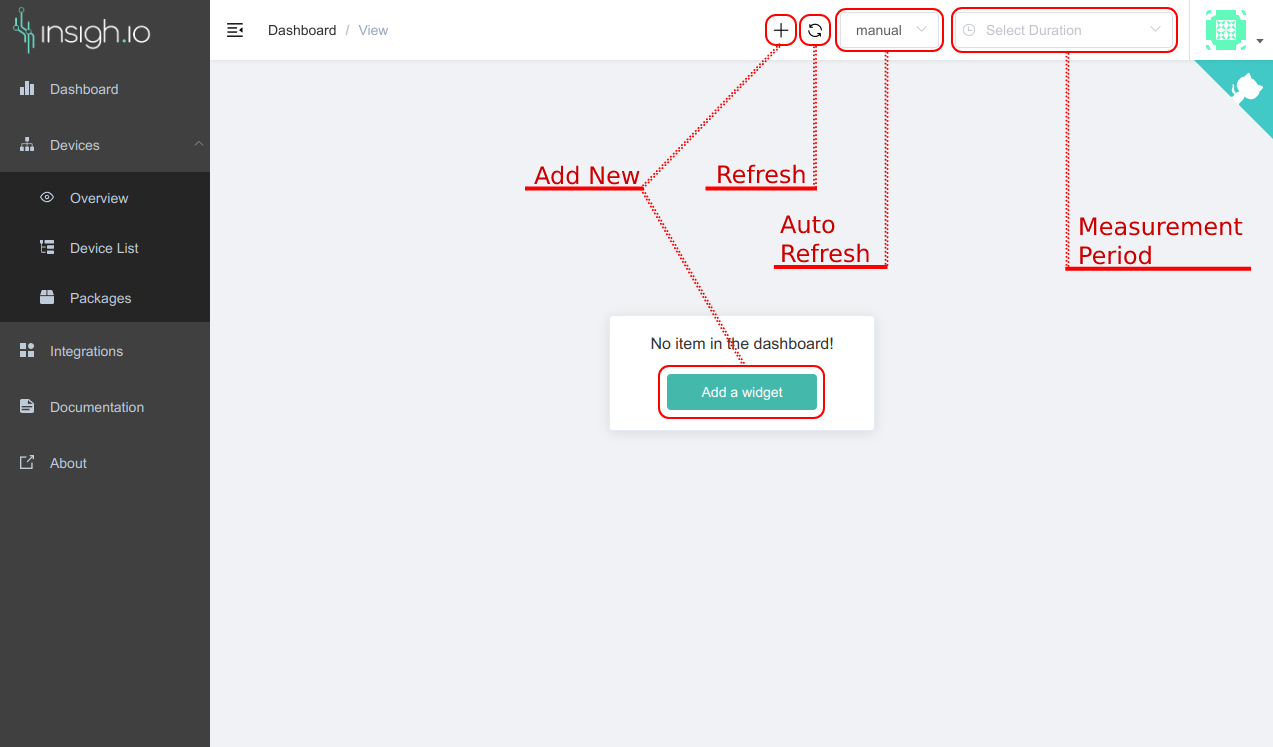 insigh.io
Dashboard / View
manual
Select Duration
Dashboard
Devices
Overview
Device List
Packages
Integrations
Documentation
About
Add New
Refresh
Auto
Refresh
Measurement
Period
No item in the dashboard!
Add a widget